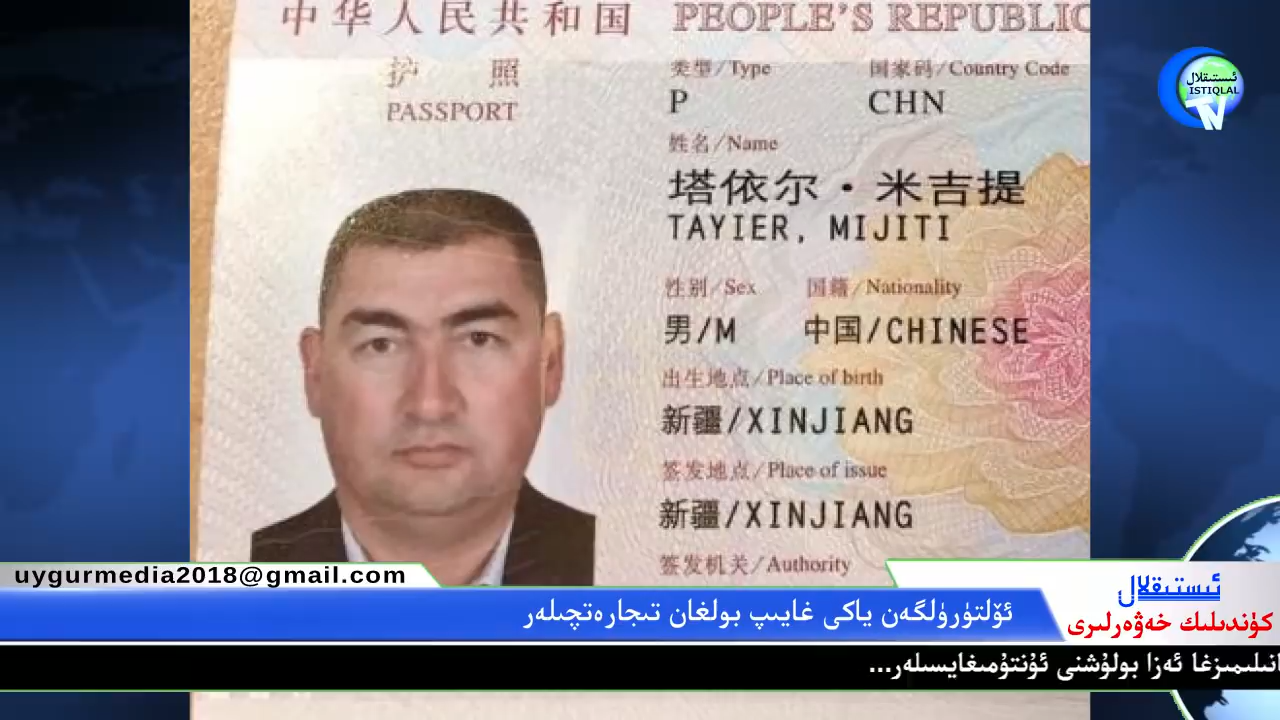 中华人民共和国 PEOPLE'S REPUBLIC
护 照
PASSPORT
类型/Type 国家码/Country Code
P CHN
姓名/Name
塔依尔·米吉提
TAYIER, MIJITI
性别/Sex 国籍/Nationality
男/M 中国/CHINESE
出生地点/Place of birth
新疆/XINJIANG
签发地点/Place of issue
新疆/XINJIANG
签发机关/Authority
ئىستىقلال
ISTIQLAL
TV
uygurmedia2018@gmail.com
ئۆلتۈرۈلگەن ياكى غايىپ بولغان تىجارەتچىلەر
ئىستىقلال
كۈندىلىك خەۋەرلىرى
انىلىمىزغا ئەزا بولۇشنى ئۇنتۇمىغايسىلەر...